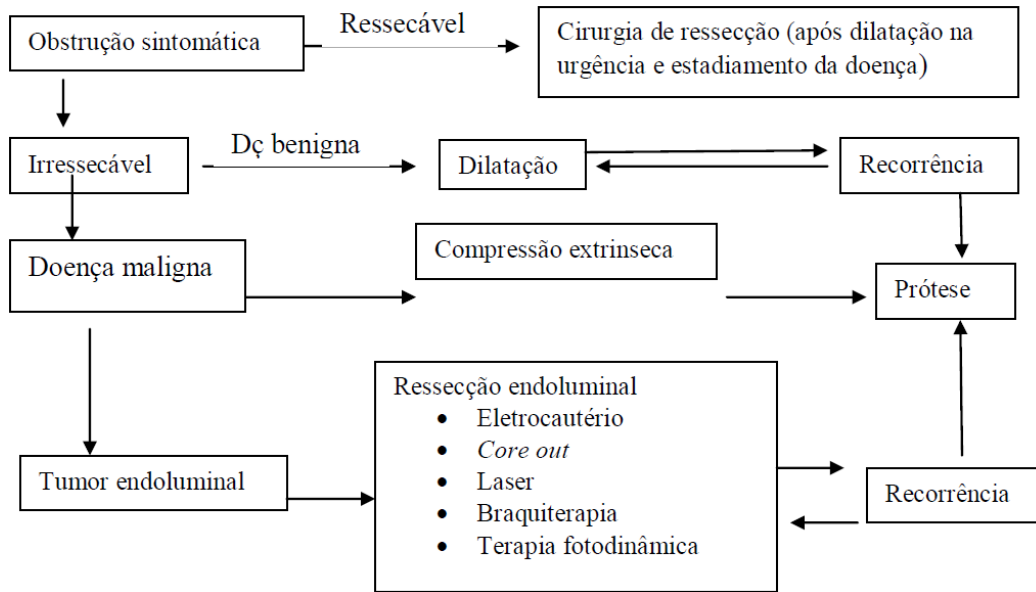 Obstrução sintomática
Ressecável
Cirurgia de ressecção (após dilatação na
urgência e estadiamento da doença)
Irressecável
Dç benigna
Dilatação
Recorrência
Doença maligna
Compressão extrinseca
Prótese
Ressecção endoluminal
• Eletrocautério
• Core out
• Laser
• Braquiterapia
• Terapia fotodinâmica
Tumor endoluminal
Recorrência